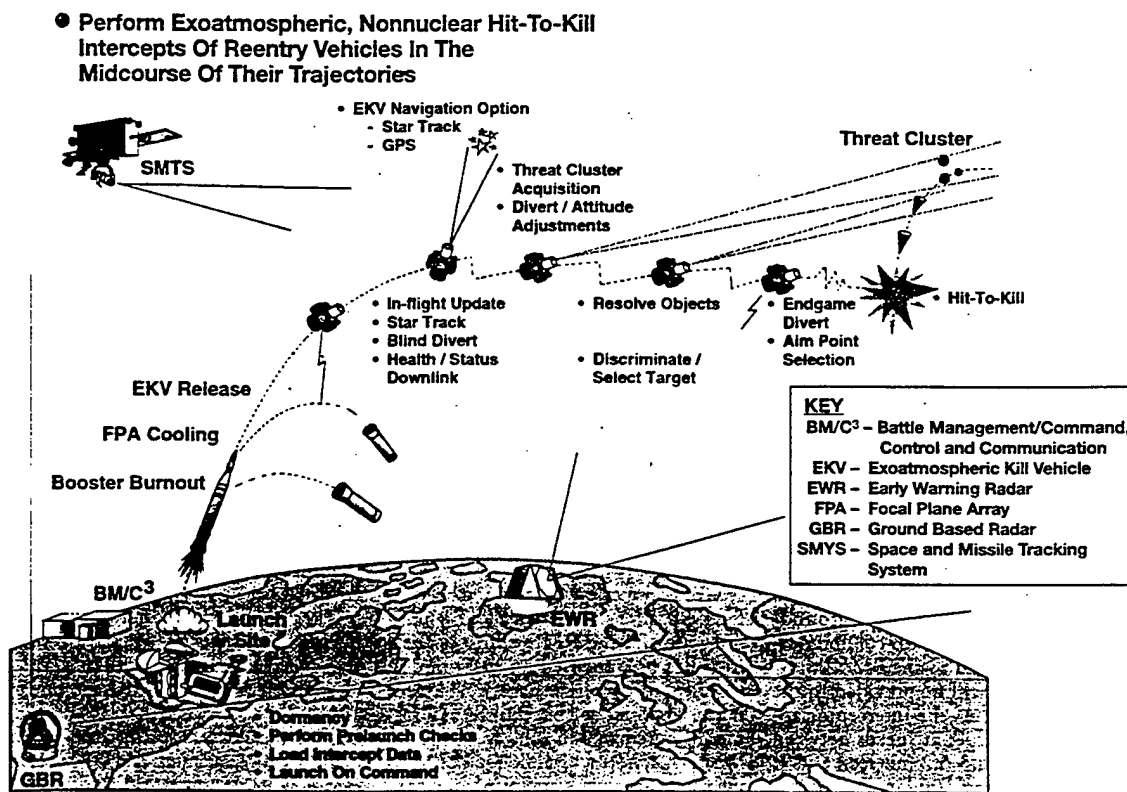 ● Perform Exoatmospheric, Nonnuclear Hit-To-Kill
Intercepts Of Reentry Vehicles In The
Midcourse Of Their Trajectories
SMTS
• EKV Navigation Option
- Star Track
- GPS
• Threat Cluster
Acquisition
• Divert / Attitude
Adjustments
Threat Cluster
• In-flight Update
• Star Track
• Blind Divert
• Health / Status
Downlink
• Resolve Objects
• Discriminate /
Select Target
• Endgame
Divert
• Aim Point
Selection
• Hit-To-Kill
EKV Release
FPA Cooling
Booster Burnout
KEY
BM/C³ – Battle Management/Command,
Control and Communication
EKV – Exoatmospheric Kill Vehicle
EWR – Early Warning Radar
FPA – Focal Plane Array
GBR – Ground Based Radar
SMYS – Space and Missile Tracking
System
BM/C³
Launch
Site
EWR
GBR
• Dormancy
• Perform Prelaunch Checks
• Load Intercept Data
• Launch On Command